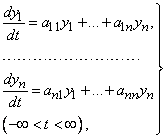 dy₁/dt = a₁₁y₁ + ... + a₁ₙyₙ,
..............................
dyₙ/dt = aₙ₁y₁ + ... + aₙₙyₙ
(-∞ < t < ∞),